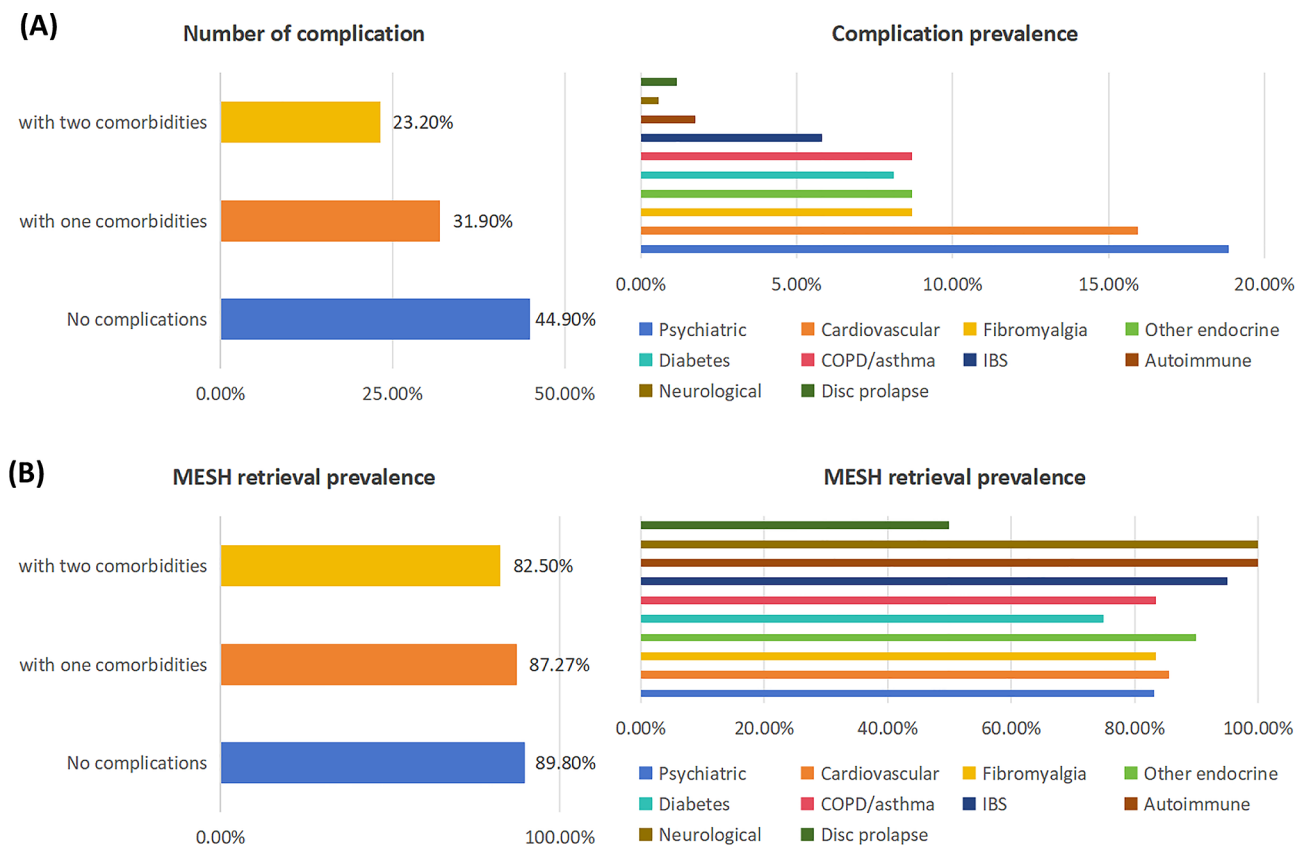 (A)
Number of complication
with two comorbidities
23.20%
with one comorbidities
31.90%
No complications
44.90%
0.00% 25.00% 50.00%
Complication prevalence
0.00% 5.00% 10.00% 15.00% 20.00%
Psychiatric Cardiovascular Fibromyalgia Other endocrine
Diabetes COPD/asthma IBS Autoimmune
Neurological Disc prolapse
(B)
MESH retrieval prevalence
with two comorbidities
82.50%
with one comorbidities
87.27%
No complications
89.80%
0.00% 100.00%
MESH retrieval prevalence
0.00% 20.00% 40.00% 60.00% 80.00% 100.00%
Psychiatric Cardiovascular Fibromyalgia Other endocrine
Diabetes COPD/asthma IBS Autoimmune
Neurological Disc prolapse